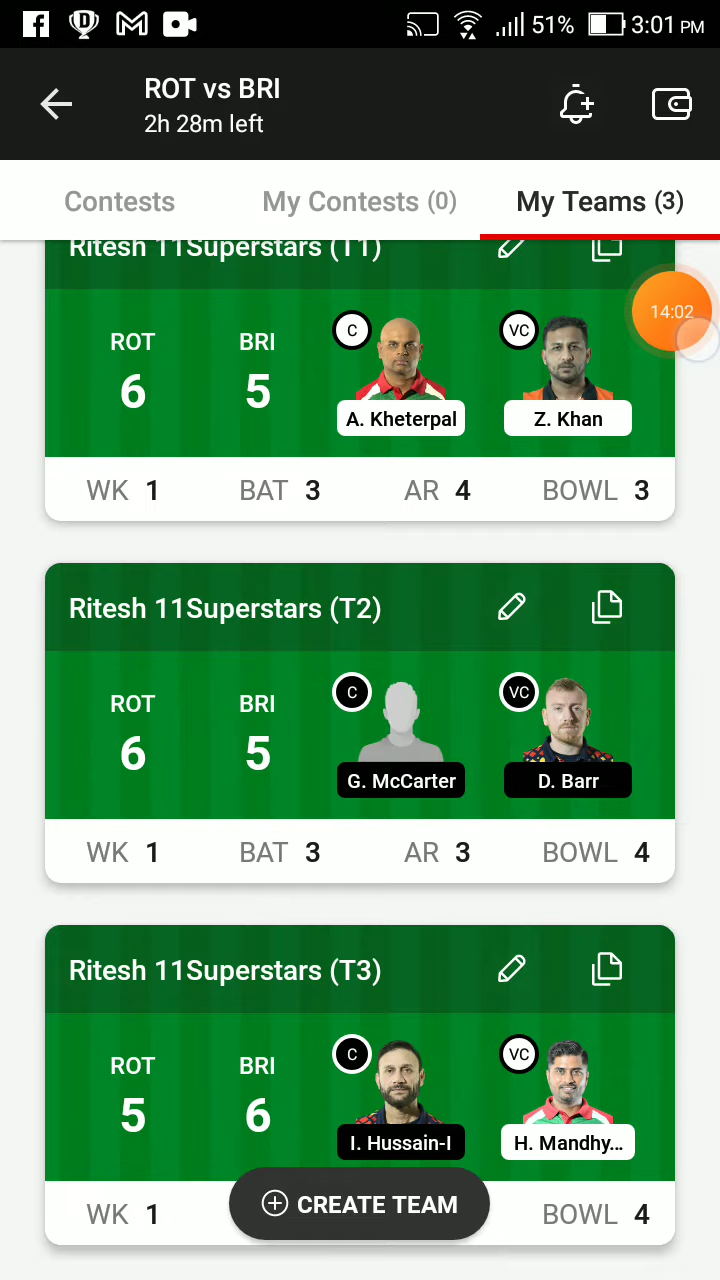 51% 3:01 PM
ROT vs BRI
2h 28m left
Contests My Contests (0) My Teams (3)
Ritesh 11Superstars (T1)
14:02
ROT BRI C VC
6 5
A. Kheterpal Z. Khan
WK 1 BAT 3 AR 4 BOWL 3
Ritesh 11Superstars (T2)
ROT BRI C VC
6 5
G. McCarter D. Barr
WK 1 BAT 3 AR 3 BOWL 4
Ritesh 11Superstars (T3)
ROT BRI C VC
5 6
I. Hussain-I H. Mandhy...
WK 1 CREATE TEAM BOWL 4